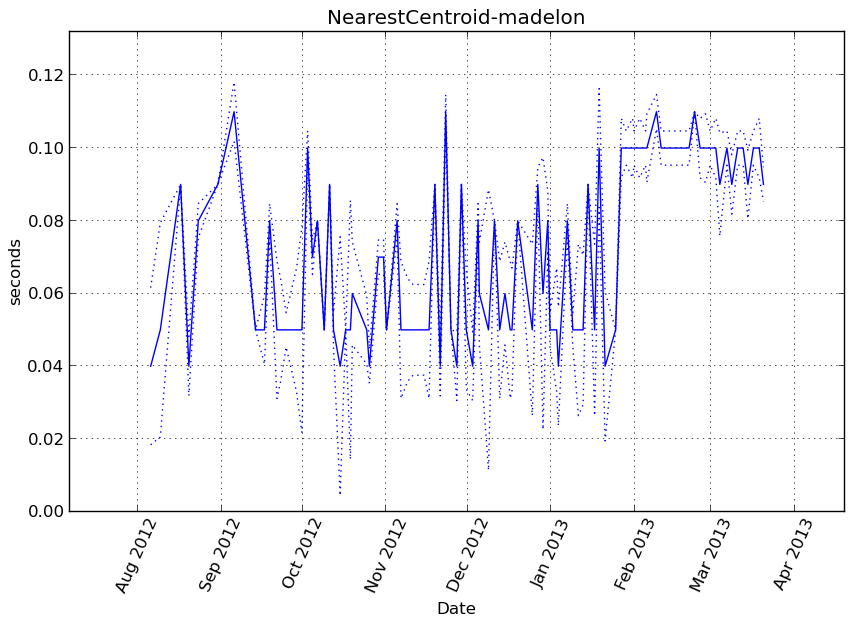 NearestCentroid-madelon
0.12
0.10
0.08
0.06
0.04
0.02
0.00
seconds
Aug 2012
Sep 2012
Oct 2012
Nov 2012
Dec 2012
Jan 2013
Feb 2013
Mar 2013
Apr 2013
Date